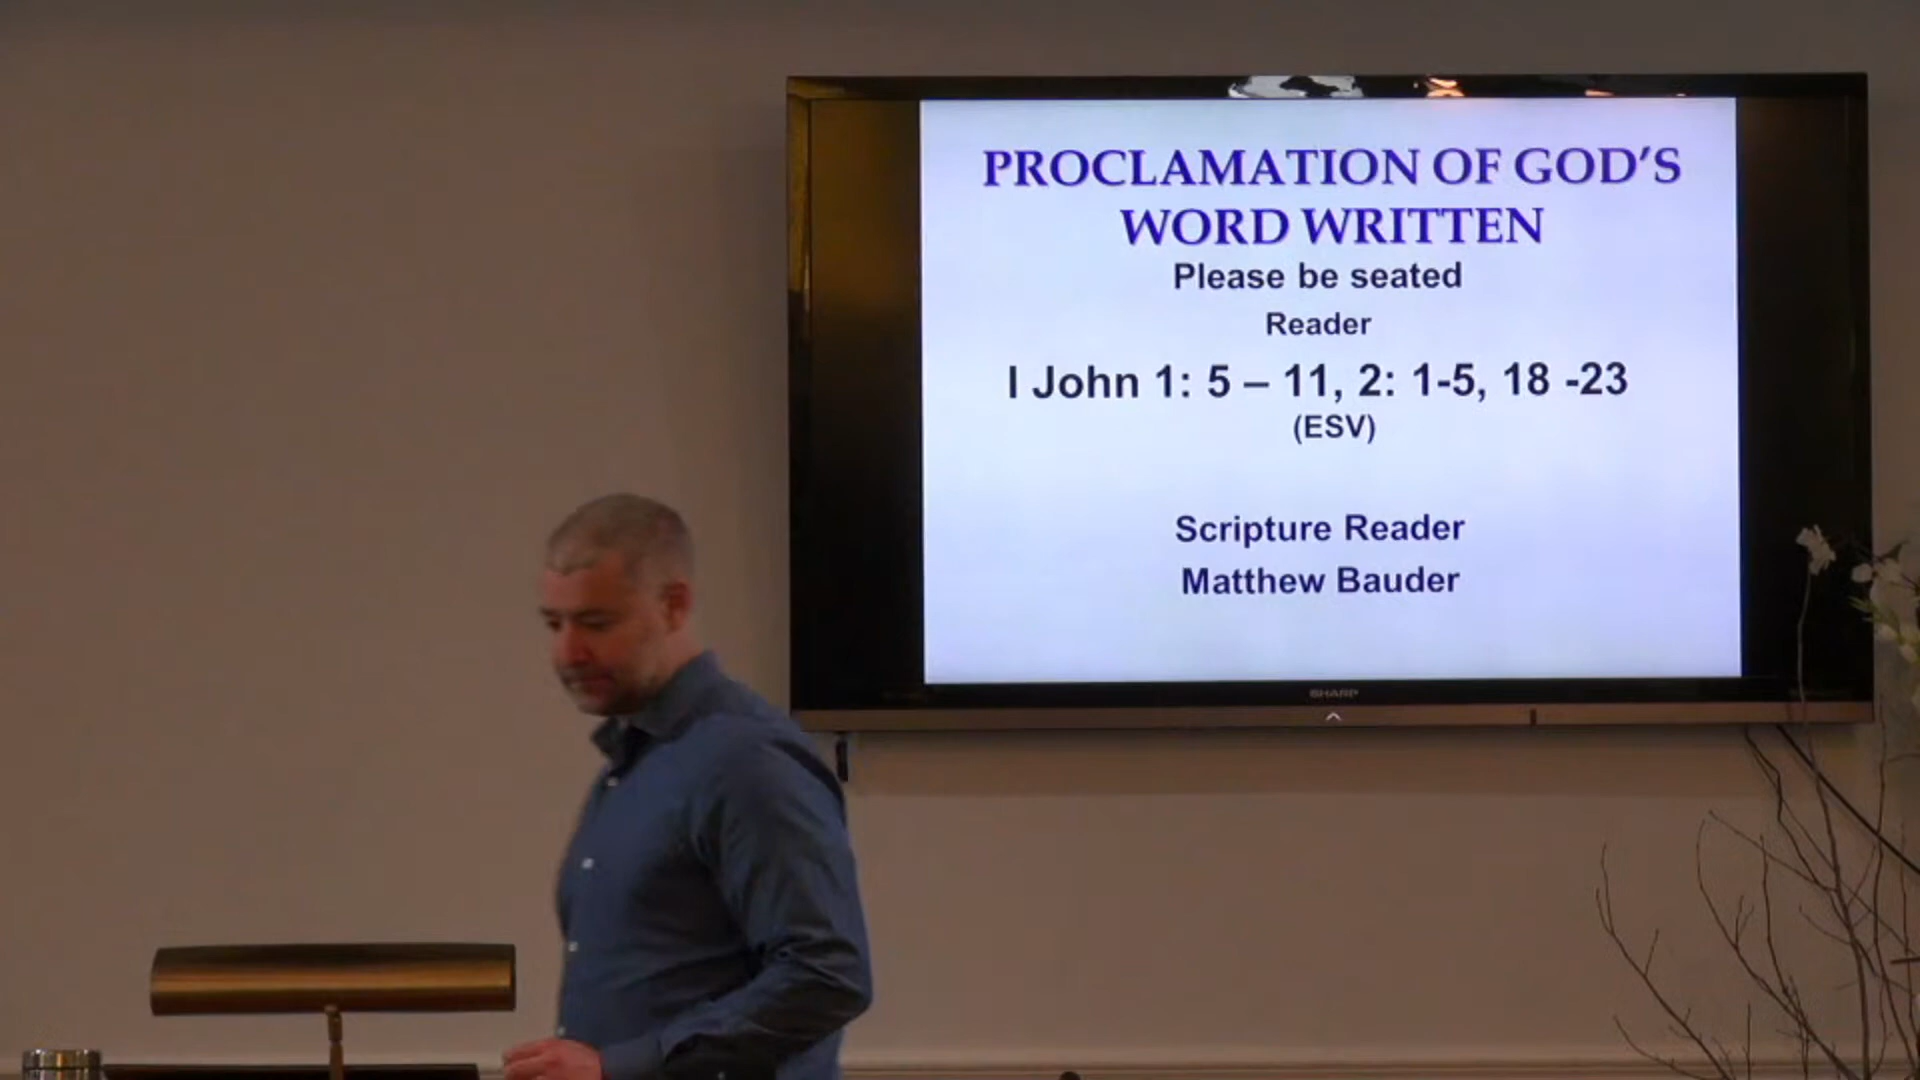 PROCLAMATION OF GOD'S
WORD WRITTEN
Please be seated
Reader
I John 1: 5 – 11, 2: 1-5, 18 -23
(ESV)
Scripture Reader
Matthew Bauder
SHARP